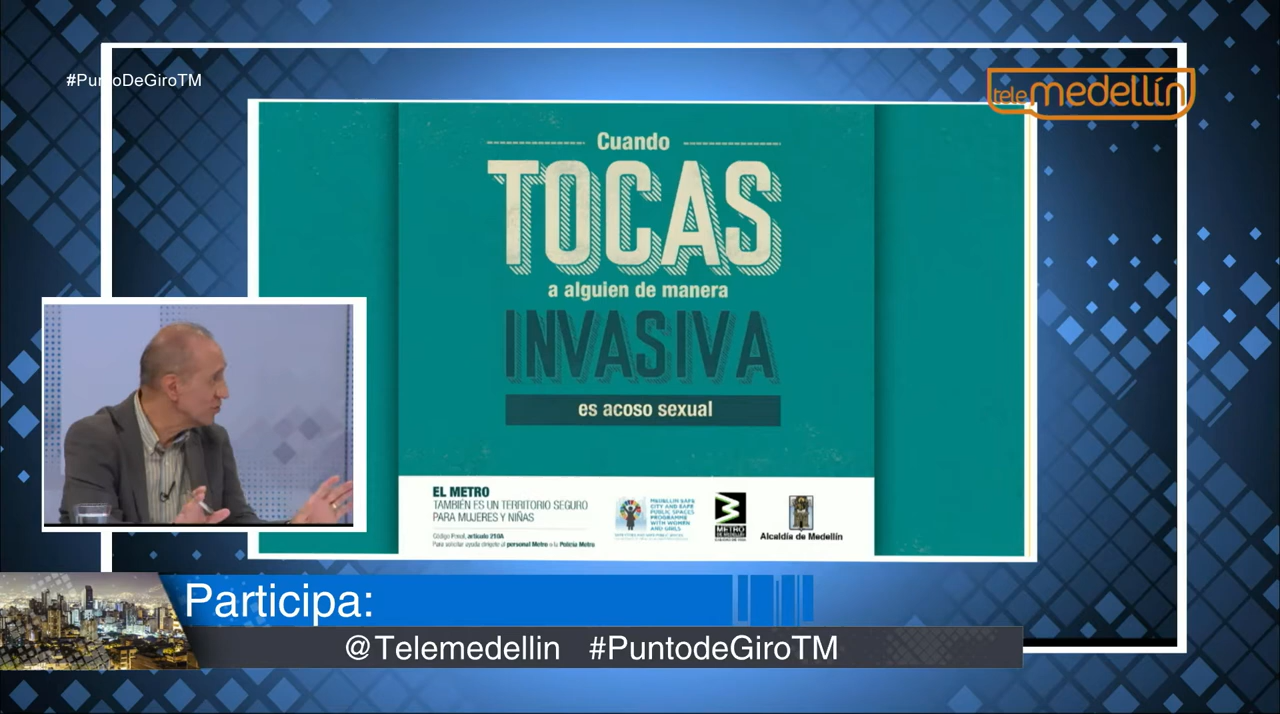 #PuntoDeGiroTM
telemedellín
Cuando
TOCAS
a alguien de manera
INVASIVA
es acoso sexual
EL METRO
TAMBIÉN ES UN TERRITORIO SEGURO
PARA MUJERES Y NIÑAS
Código Penal, artículo 210A
Para solicitar ayuda dirígete al personal Metro o la Policía Metro
MEDELLIN SAFE
CITY AND SAFE
PUBLIC SPACES
PROGRAMME
WITH WOMEN
AND GIRLS
METRO
Alcaldía de Medellín
Participa:
@Telemedellin #PuntodeGiroTM